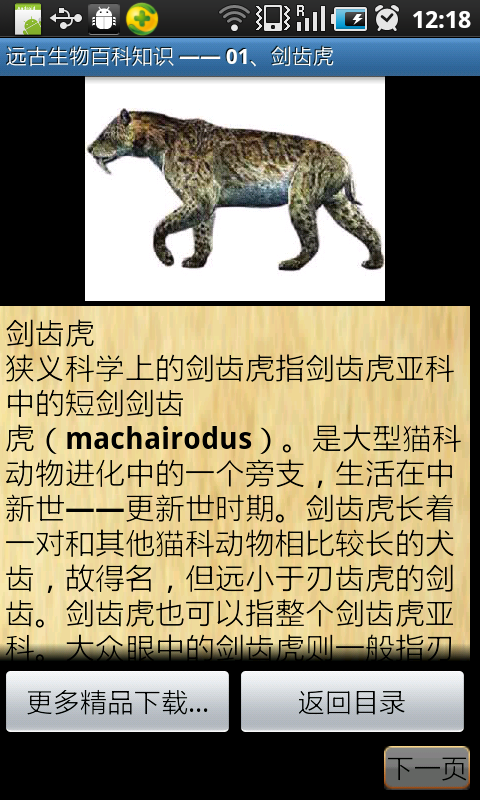 R
12:18
远古生物百科知识 —— 01、剑齿虎
剑齿虎
狭义科学上的剑齿虎指剑齿虎亚科
中的短剑剑齿
虎（machairodus）。是大型猫科
动物进化中的一个旁支，生活在中
新世——更新世时期。剑齿虎长着
一对和其他猫科动物相比较长的犬
齿，故得名，但远小于刃齿虎的剑
齿。剑齿虎也可以指整个剑齿虎亚
科。大众眼中的剑齿虎则一般指刃
更多精品下载...
返回目录
下一页